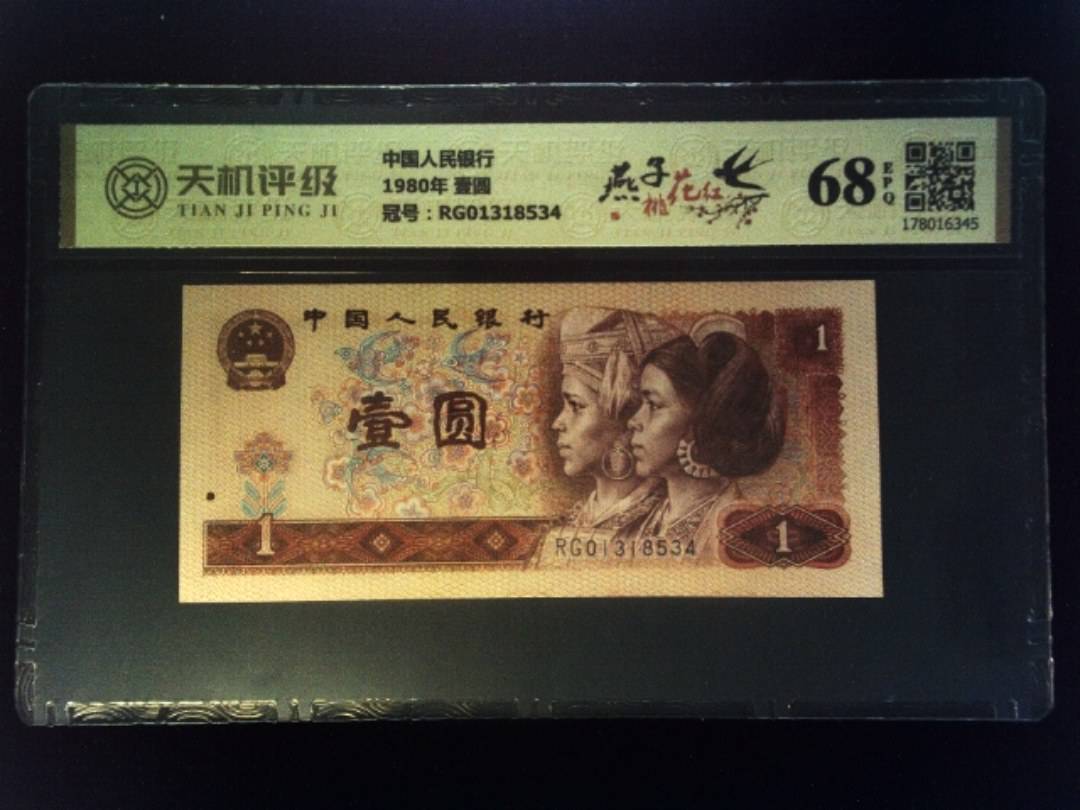 天机评级
TIAN JI PING JI
中国人民银行
1980年 壹圆
冠号：RG01318534
燕子
桃花红
68
EPQ
178016345
中国人民银行
1
壹圆
1
RG01318534
1